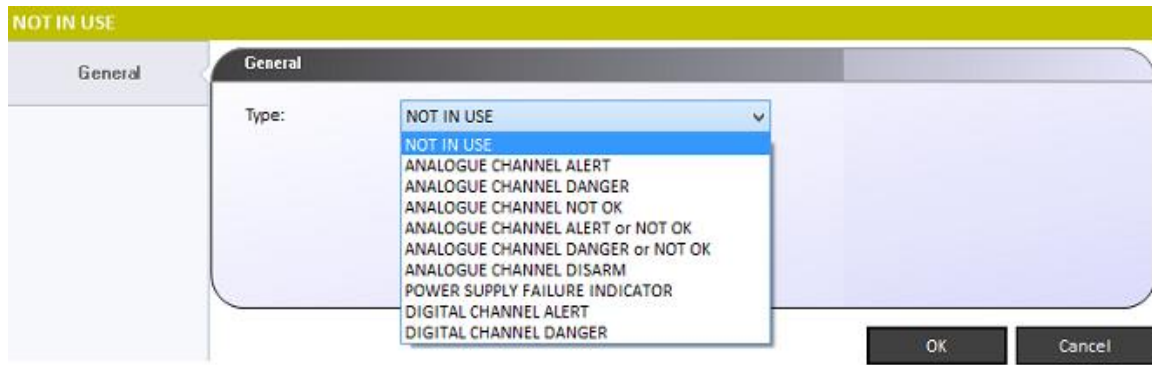 NOT IN USE
General
General
Type:
NOT IN USE
NOT IN USE
ANALOGUE CHANNEL ALERT
ANALOGUE CHANNEL DANGER
ANALOGUE CHANNEL NOT OK
ANALOGUE CHANNEL ALERT or NOT OK
ANALOGUE CHANNEL DANGER or NOT OK
ANALOGUE CHANNEL DISARM
POWER SUPPLY FAILURE INDICATOR
DIGITAL CHANNEL ALERT
DIGITAL CHANNEL DANGER
OK
Cancel